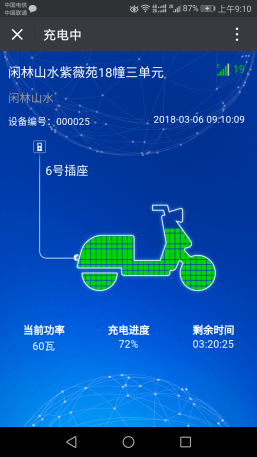 中国电信
中国联通
87%
上午9:10
充电中
闲林山水紫薇苑18幢三单元
19
闲林山水
设备编号：000025
2018-03-06 09:10:09
6号插座
当前功率 充电进度 剩余时间
60瓦 72% 03:20:25